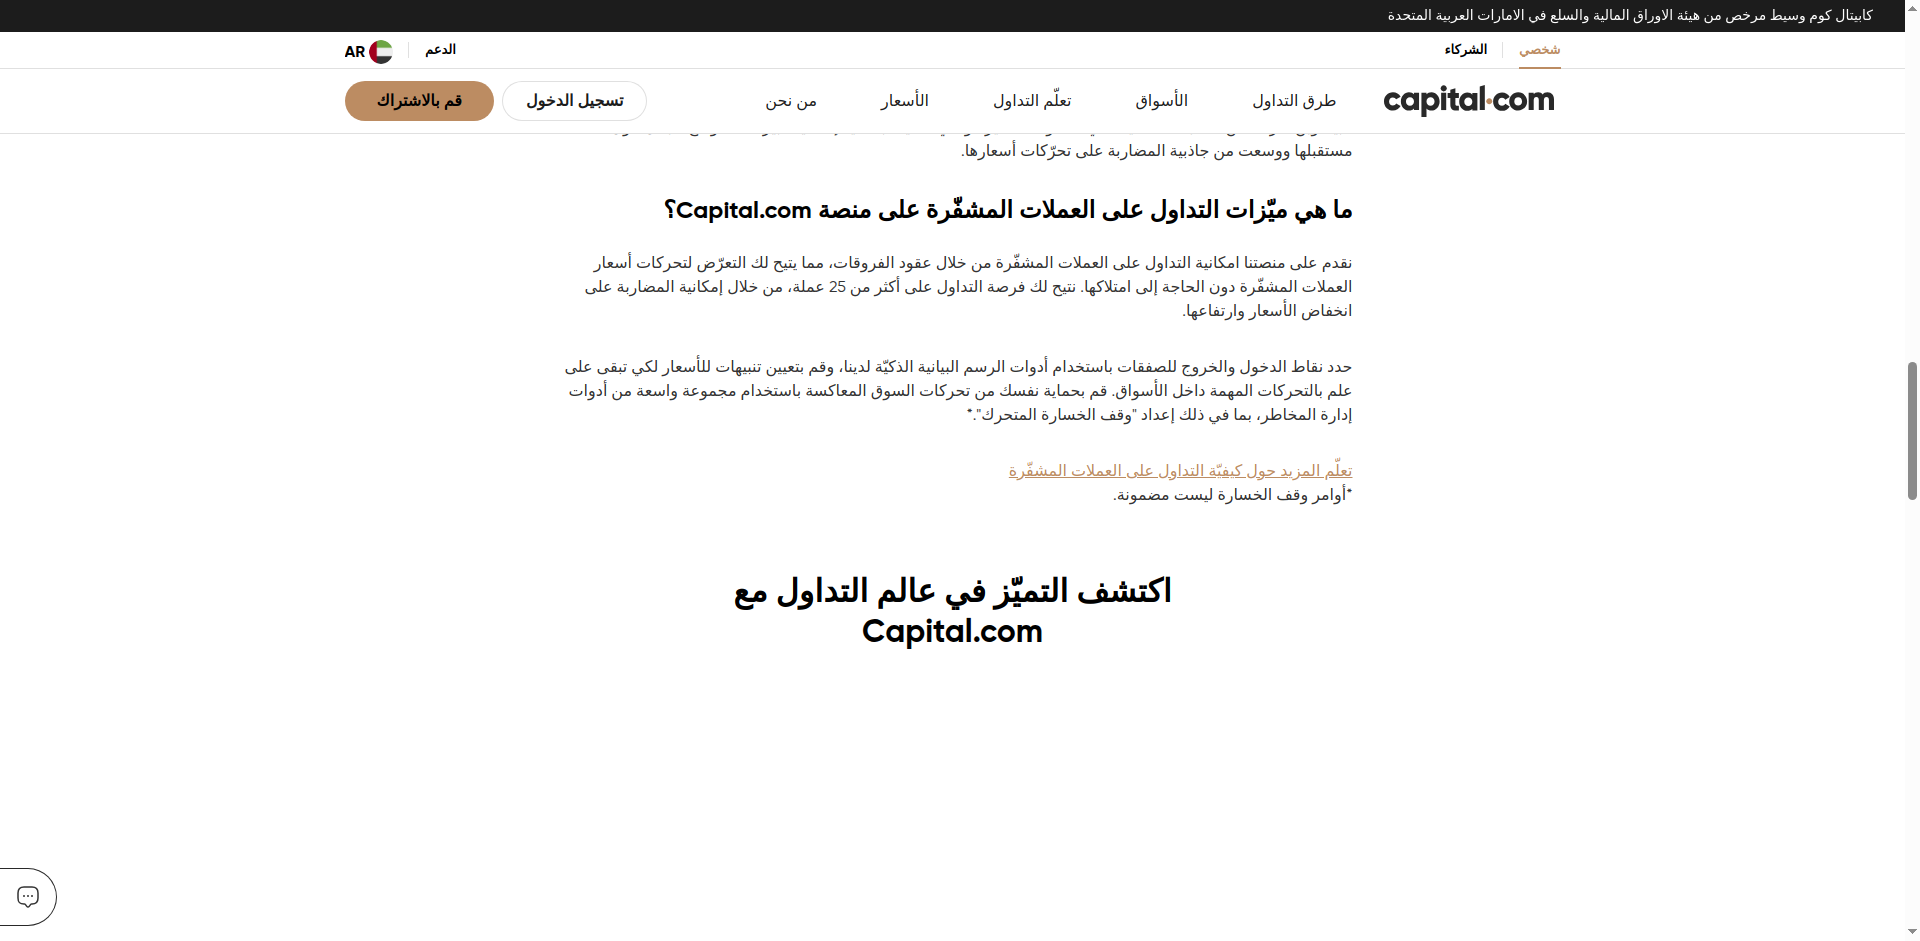 كابيتال كوم وسيط مرخص من هيئة الاوراق المالية والسلع في الامارات العربية المتحدة
شخصي
الشركاء
الدعم
AR
capital.com
طرق التداول
الأسواق
تعلّم التداول
الأسعار
من نحن
تسجيل الدخول
قم بالاشتراك
مستقبلها ووسعت من جاذبية المضاربة على تحرّكات أسعارها.
ما هي ميّزات التداول على العملات المشفّرة على منصة Capital.com؟
نقدم على منصتنا امكانية التداول على العملات المشفّرة من خلال عقود الفروقات، مما يتيح لك التعرّض لتحركات أسعار
العملات المشفّرة دون الحاجة إلى امتلاكها. نتيح لك فرصة التداول على أكثر من 25 عملة، من خلال إمكانية المضاربة على
انخفاض الأسعار وارتفاعها.
حدد نقاط الدخول والخروج للصفقات باستخدام أدوات الرسم البيانية الذكيّة لدينا، وقم بتعيين تنبيهات للأسعار لكي تبقى على
علم بالتحركات المهمة داخل الأسواق. قم بحماية نفسك من تحركات السوق المعاكسة باستخدام مجموعة واسعة من أدوات
إدارة المخاطر، بما في ذلك إعداد "وقف الخسارة المتحرك".*
تعلّم المزيد حول كيفيّة التداول على العملات المشفّرة
*أوامر وقف الخسارة ليست مضمونة.
اكتشف التميّز في عالم التداول مع
Capital.com